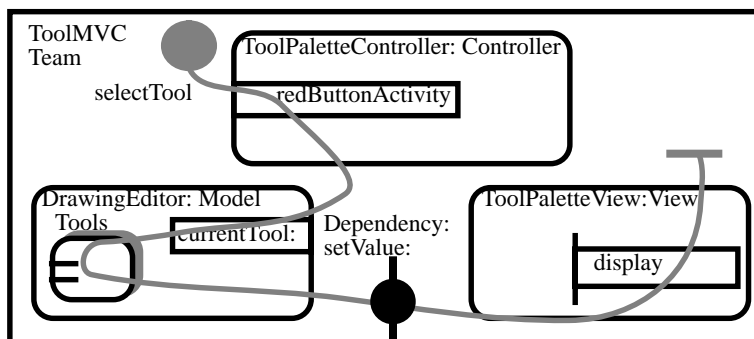 ToolMVC
Team
ToolPaletteController: Controller
selectTool
redButtonActivity
DrawingEditor: Model
Tools
currentTool:
Dependency:
setValue:
ToolPaletteView:View
display